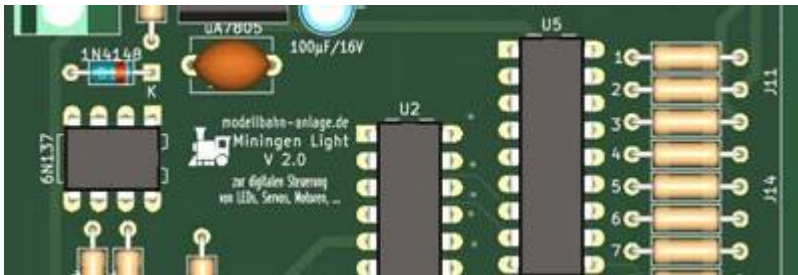 uA7805
100µF/16V
U5
1N4148
D1
K
6N137
modellbahn-anlage.de
Miningen Light
V 2.0
zur digitalen Steuerung
von LEDs, Servos, Motoren, ...
U2
1
2
3
4
5
6
7
J11
J14